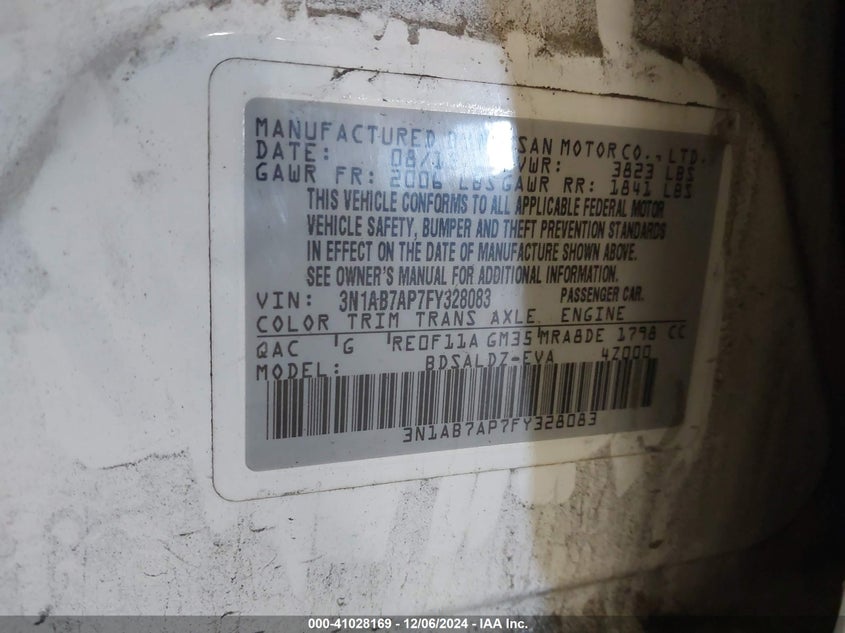 MANUFACTURED SAN MOTOR CO., LTD.
DATE: 08/1 VWR: 3823 LBS
GAWR FR: 2006 LBS GAWR RR: 1841 LBS
THIS VEHICLE CONFORMS TO ALL APPLICABLE FEDERAL MOTOR
VEHICLE SAFETY, BUMPER AND THEFT PREVENTION STANDARDS
IN EFFECT ON THE DATE OF MANUFACTURE SHOWN ABOVE.
SEE OWNER'S MANUAL FOR ADDITIONAL INFORMATION.
VIN: 3N1AB7AP7FY328083 PASSENGER CAR.
COLOR TRIM TRANS AXLE ENGINE
QAC G RE0F11A GM35 MRA8DE 1798 CC
MODEL: BDSALDZ-EVA 4Z000
3N1AB7AP7FY328083
000-41028169 - 12/06/2024 - IAA Inc.